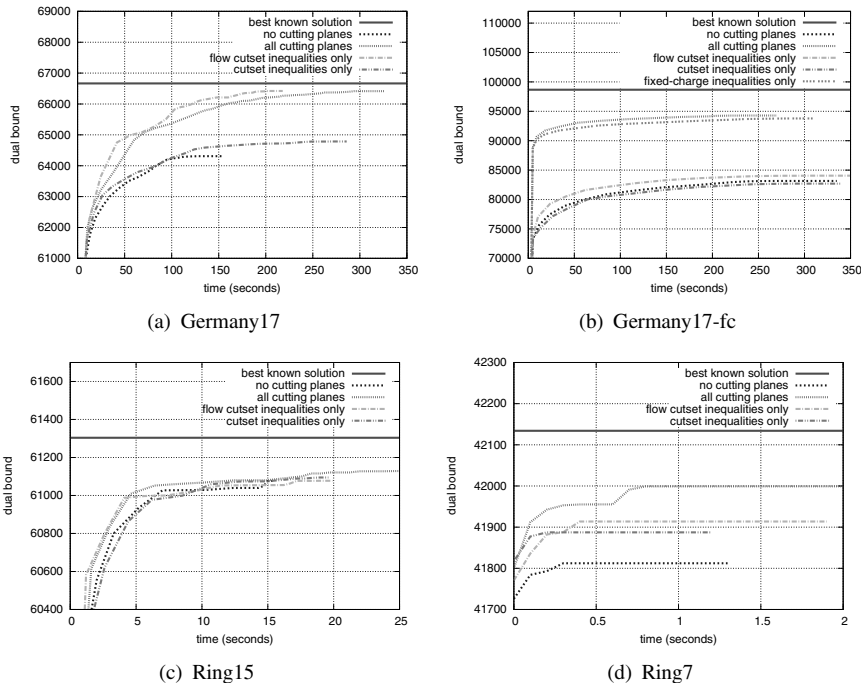 69000
68000
67000
66000
65000
64000
63000
62000
61000
dual bound
0 50 100 150 200 250 300 350
time (seconds)
best known solution
no cutting planes
all cutting planes
flow cutset inequalities only
cutset inequalities only
(a) Germany17
110000
105000
100000
95000
90000
85000
80000
75000
70000
dual bound
0 50 100 150 200 250 300 350
time (seconds)
best known solution
no cutting planes
all cutting planes
flow cutset inequalities only
cutset inequalities only
fixed-charge inequalities only
(b) Germany17-fc
61600
61400
61200
61000
60800
60600
60400
dual bound
0 5 10 15 20 25
time (seconds)
best known solution
no cutting planes
all cutting planes
flow cutset inequalities only
cutset inequalities only
(c) Ring15
42300
42200
42100
42000
41900
41800
41700
dual bound
0 0.5 1 1.5 2
time (seconds)
best known solution
no cutting planes
all cutting planes
flow cutset inequalities only
cutset inequalities only
(d) Ring7